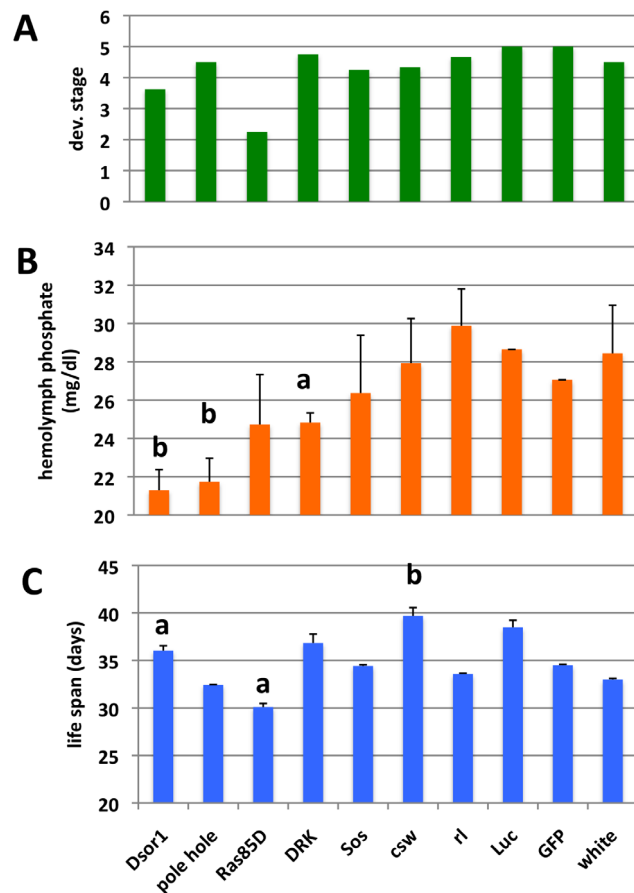 A
dev. stage
6
5
4
3
2
1
0
B
hemolymph phosphate
(mg/dl)
34
32
30
28
26
24
22
20
b
b
a
C
life span (days)
45
40
35
30
25
20
a
a
b
Dsor1
pole hole
Ras85D
DRK
Sos
csw
rl
Luc
GFP
white